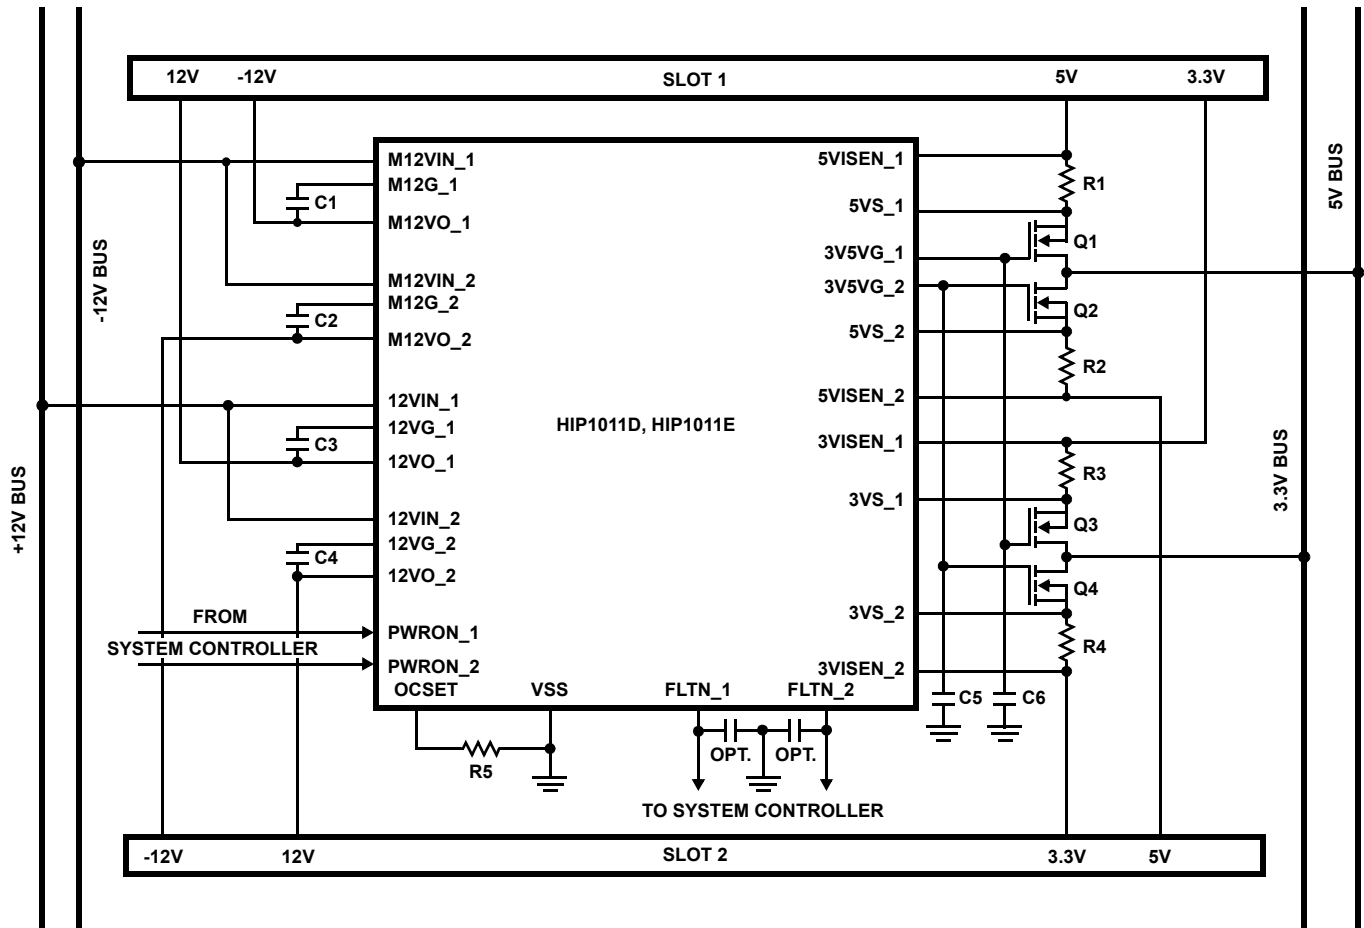 12V -12V SLOT 1 5V 3.3V
M12VIN_1
M12G_1
C1
M12VO_1
M12VIN_2
M12G_2
C2
M12VO_2
12VIN_1
12VG_1
C3
12VO_1
12VIN_2
12VG_2
C4
12VO_2
FROM
SYSTEM CONTROLLER
PWRON_1
PWRON_2
OCSET
VSS
FLTN_1
FLTN_2
HIP1011D, HIP1011E
5VISEN_1
R1
5VS_1
Q1
3V5VG_1
3V5VG_2
Q2
5VS_2
R2
5VISEN_2
3VISEN_1
R3
3VS_1
Q3
Q4
3VS_2
R4
3VISEN_2
C5
C6
R5
OPT.
OPT.
TO SYSTEM CONTROLLER
-12V 12V SLOT 2 3.3V 5V
+12V BUS
-12V BUS
3.3V BUS
5V BUS